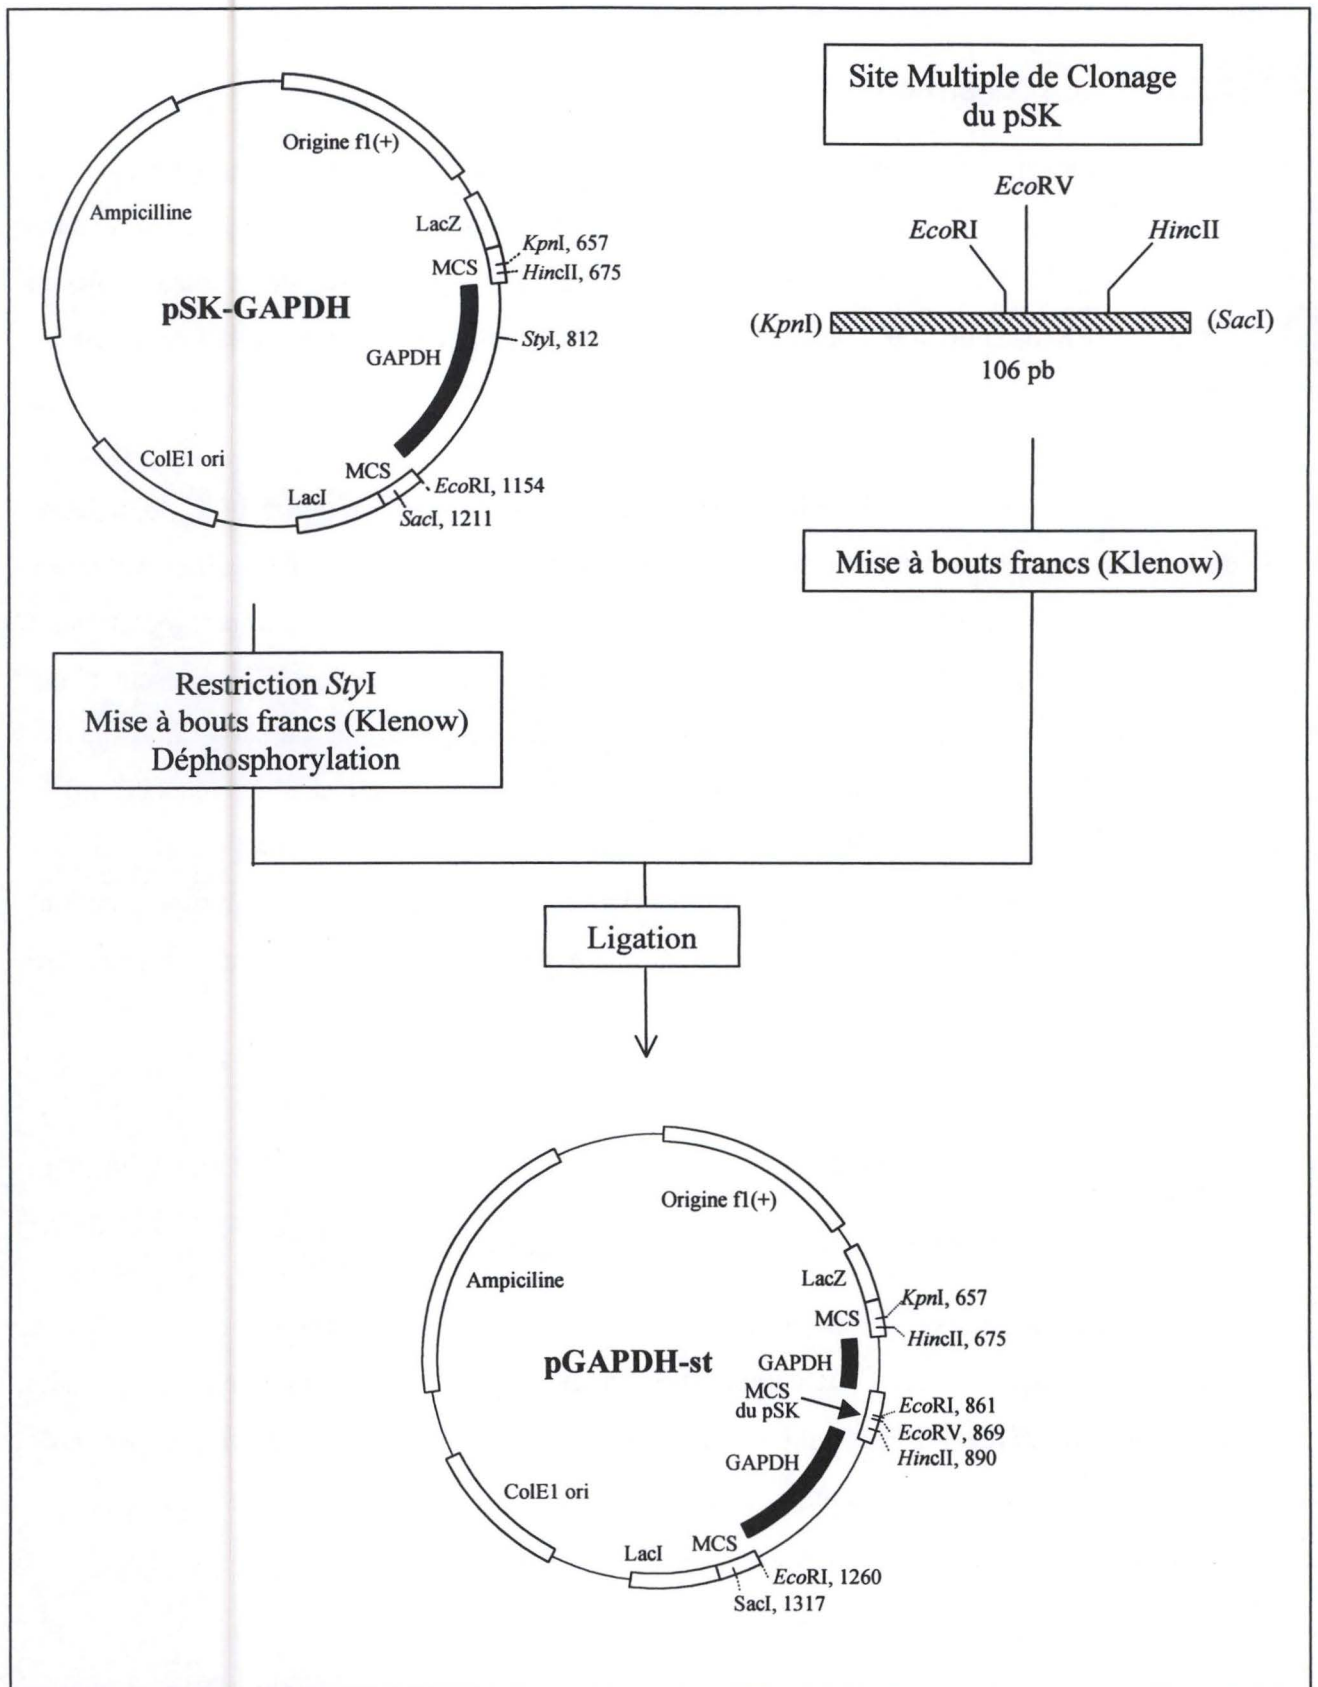 Site Multiple de Clonage
du pSK
Origine f1(+)
Ampicilline
LacZ
KpnI, 657
MCS
HincII, 675
pSK-GAPDH
StyI, 812
GAPDH
ColE1 ori
MCS
LacI
EcoRI, 1154
SacI, 1211
EcoRV
EcoRI
HincII
(KpnI)
(SacI)
106 pb
Mise à bouts francs (Klenow)
Restriction StyI
Mise à bouts francs (Klenow)
Déphosphorylation
Ligation
Origine f1(+)
Ampiciline
LacZ
KpnI, 657
MCS
HincII, 675
pGAPDH-st
GAPDH
MCS
du pSK
EcoRI, 861
EcoRV, 869
HincII, 890
GAPDH
ColE1 ori
MCS
LacI
EcoRI, 1260
SacI, 1317